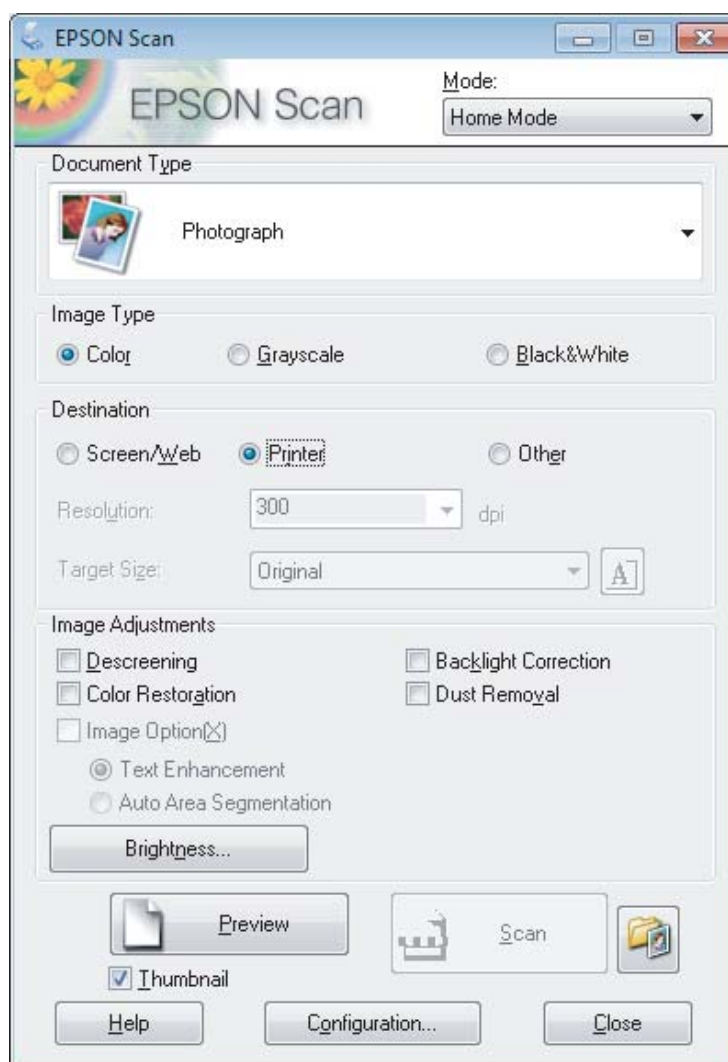 EPSON Scan
EPSON Scan
Mode:
Home Mode
Document Type
Photograph
Image Type
Color Grayscale Black&White
Destination
Screen/Web Printer Other
Resolution: 300 dpi
Target Size: Original A
Image Adjustments
Descreening Backlight Correction
Color Restoration Dust Removal
Image Option(X)
Text Enhancement
Auto Area Segmentation
Brightness...
Preview Scan
Thumbnail
Help Configuration... Close